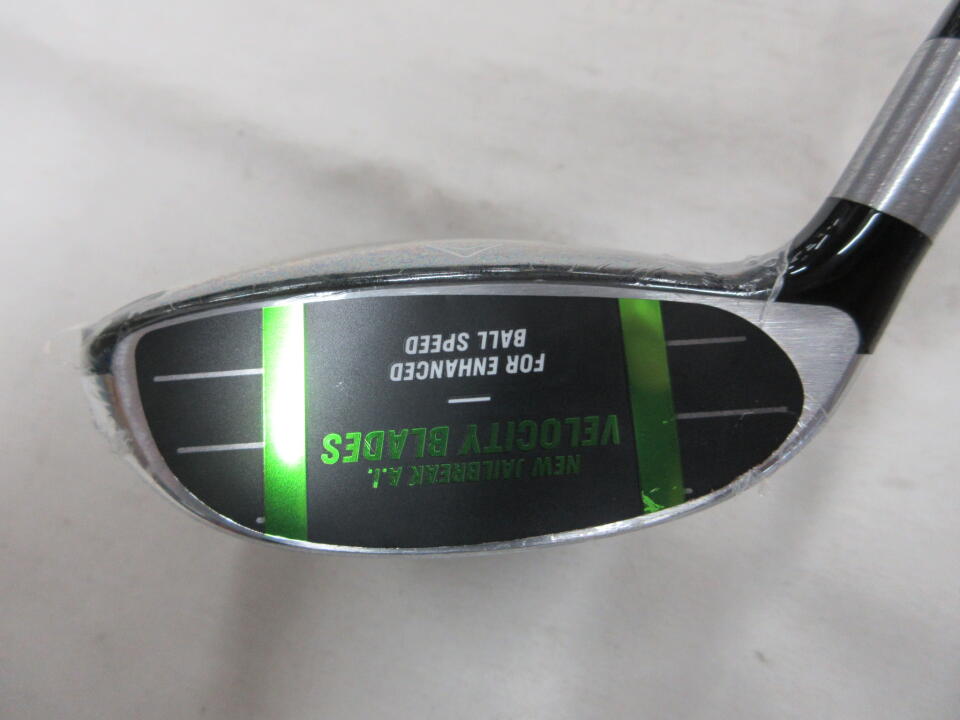 NEW JAILBREAK A.I.
VELOCITY BLADES
FOR ENHANCED
BALL SPEED